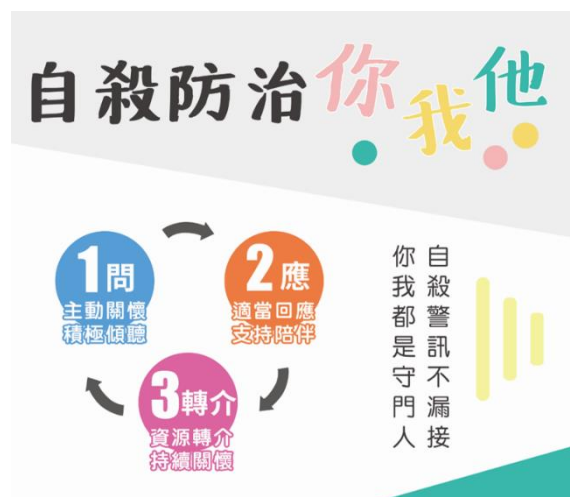 自殺防治你我他
1問
主動關懷
積極傾聽
2應
適當回應
支持陪伴
3轉介
資源轉介
持續關懷
自殺警訊不漏接
你我都是守門人